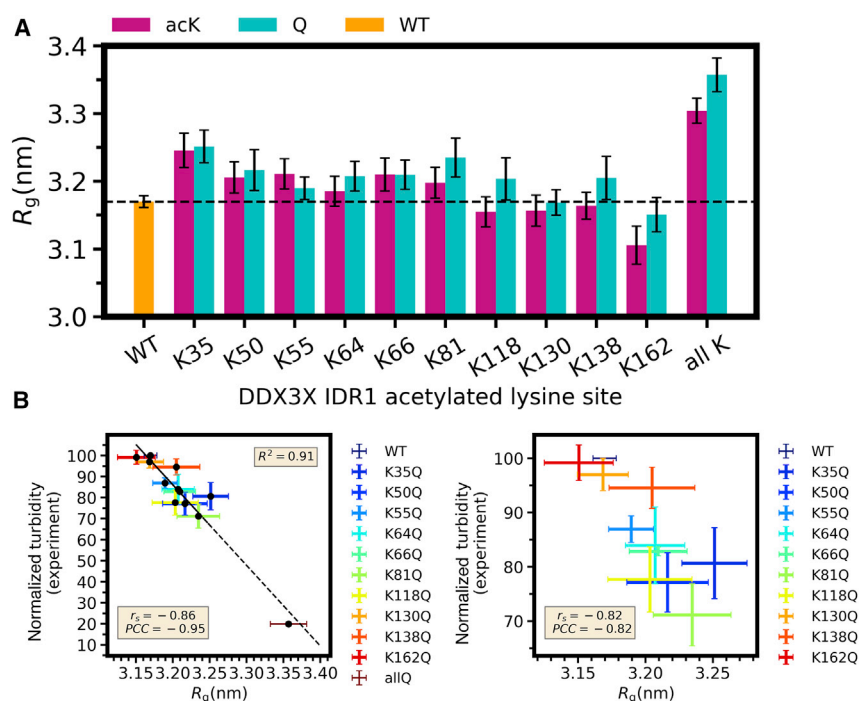 A
acK Q WT
3.4
3.3
3.2
3.1
3.0
Rg(nm)
WT K35 K50 K55 K64 K66 K81 K118 K130 K138 K162 all K
DDX3X IDR1 acetylated lysine site
B
100
90
80
70
60
50
40
30
20
10
Normalized turbidity
(experiment)
R² = 0.91
rs = −0.86
PCC = −0.95
3.15 3.20 3.25 3.30 3.35 3.40
Rg(nm)
WT
K35Q
K50Q
K55Q
K64Q
K66Q
K81Q
K118Q
K130Q
K138Q
K162Q
allQ
100
90
80
70
Normalized turbidity
(experiment)
rs = −0.82
PCC = −0.82
3.15 3.20 3.25
Rg(nm)
WT
K35Q
K50Q
K55Q
K64Q
K66Q
K81Q
K118Q
K130Q
K138Q
K162Q